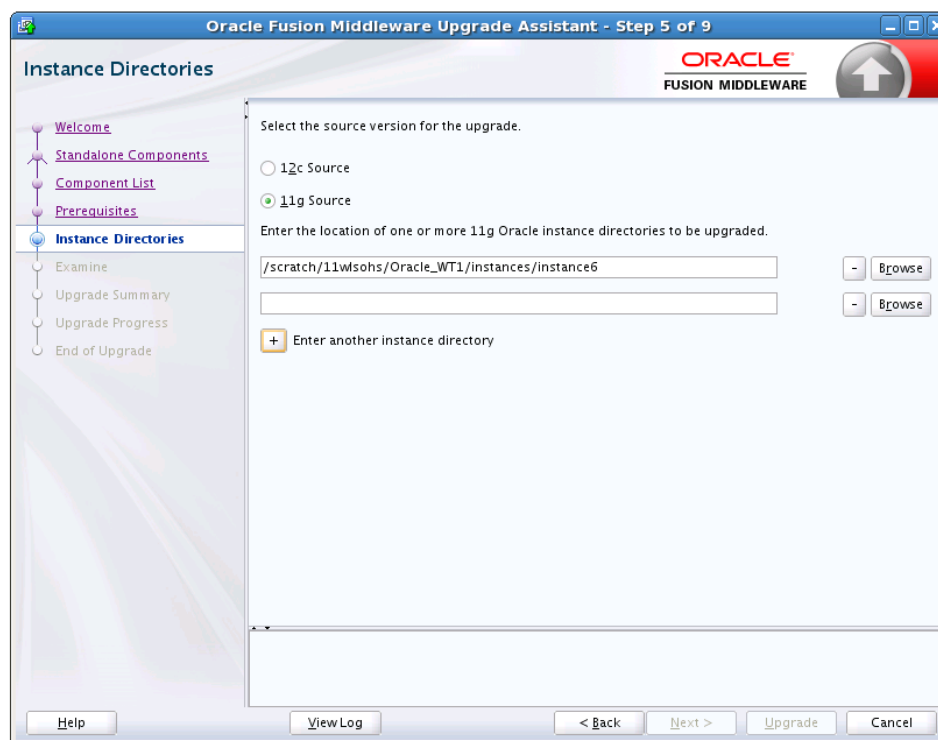 Oracle Fusion Middleware Upgrade Assistant - Step 5 of 9
Instance Directories
ORACLE
FUSION MIDDLEWARE
Welcome
Standalone Components
Component List
Prerequisites
Instance Directories
Examine
Upgrade Summary
Upgrade Progress
End of Upgrade
Select the source version for the upgrade.
12c Source
11g Source
Enter the location of one or more 11g Oracle instance directories to be upgraded.
/scratch/11wlsohs/Oracle_WT1/instances/instance6 - Browse
- Browse
+ Enter another instance directory
Help View Log < Back Next > Upgrade Cancel